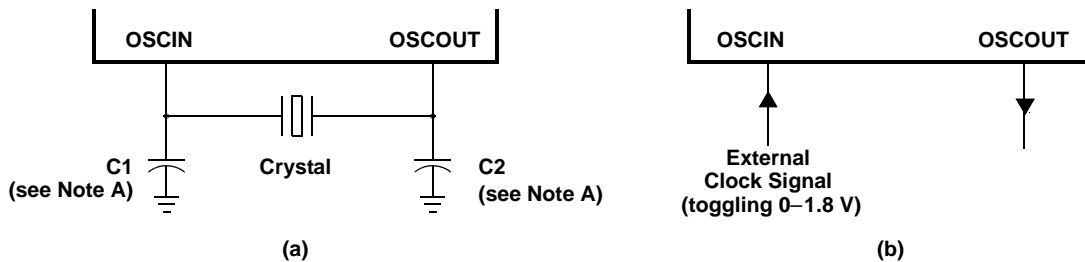 OSCIN
OSCOUT
C1
(see Note A)
Crystal
C2
(see Note A)
(a)
OSCIN
OSCOUT
External
Clock Signal
(toggling 0–1.8 V)
(b)